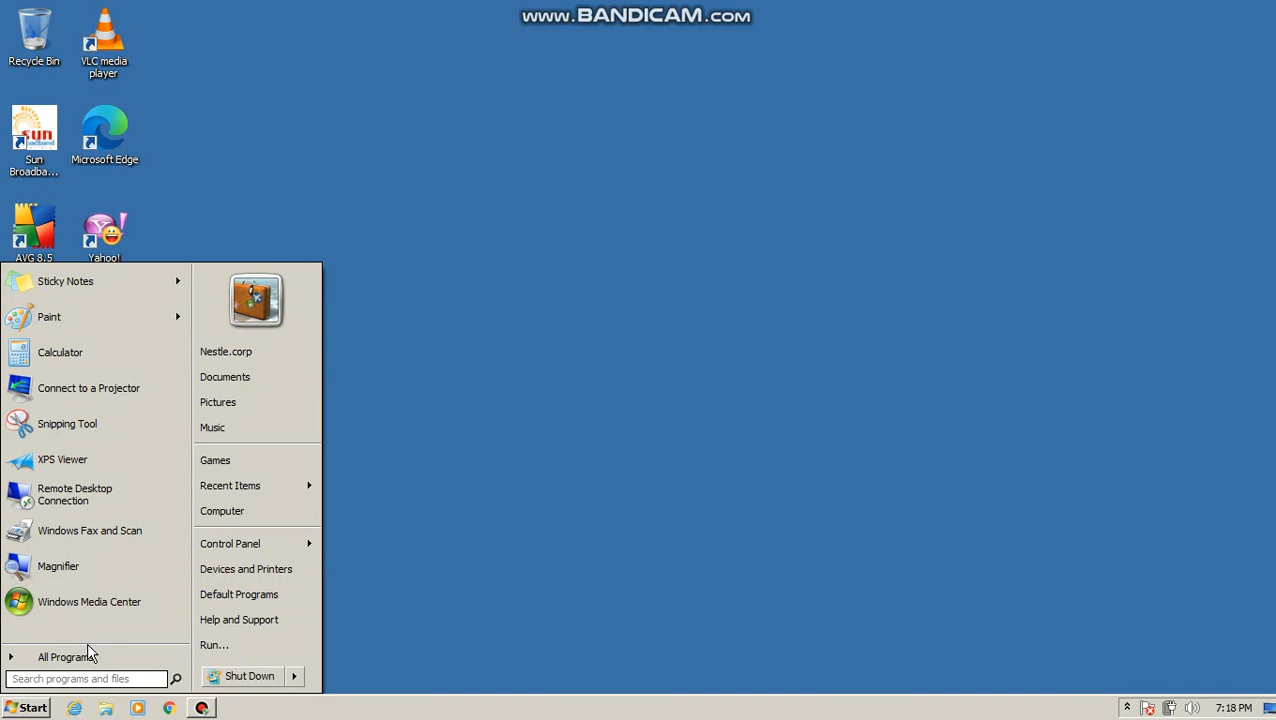 www.BANDICAM.com
Recycle Bin
VLC media
player
Sun
Broadba...
Microsoft Edge
AVG 8.5
Yahoo!
Sticky Notes
Paint
Calculator
Connect to a Projector
Snipping Tool
XPS Viewer
Remote Desktop
Connection
Windows Fax and Scan
Magnifier
Windows Media Center
All Programs
Search programs and files
Nestle.corp
Documents
Pictures
Music
Games
Recent Items
Computer
Control Panel
Devices and Printers
Default Programs
Help and Support
Run...
Shut Down
Start
7:18 PM